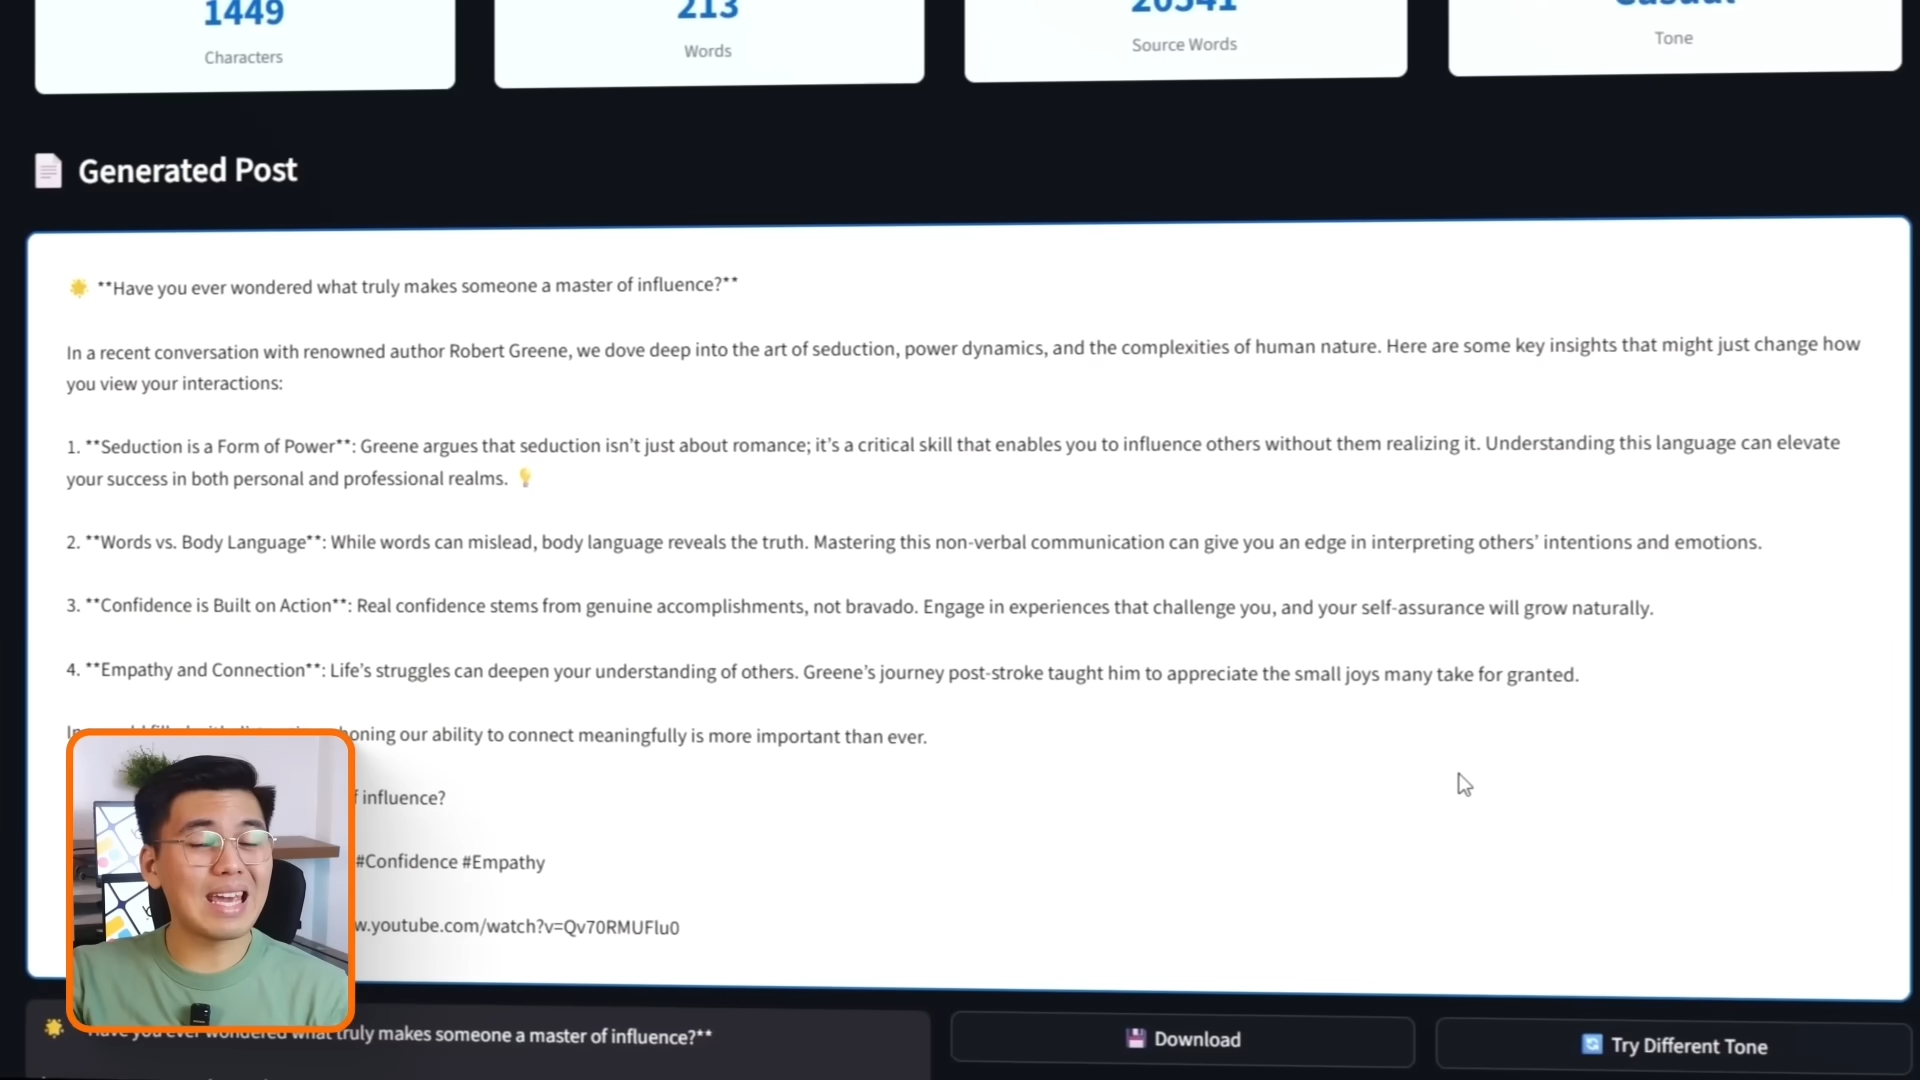 1449
213
20541
Casual
Characters
Words
Source Words
Tone
Generated Post
**Have you ever wondered what truly makes someone a master of influence?**
In a recent conversation with renowned author Robert Greene, we dove deep into the art of seduction, power dynamics, and the complexities of human nature. Here are some key insights that might just change how
you view your interactions:
1. **Seduction is a Form of Power**: Greene argues that seduction isn’t just about romance; it’s a critical skill that enables you to influence others without them realizing it. Understanding this language can elevate
your success in both personal and professional realms.
2. **Words vs. Body Language**: While words can mislead, body language reveals the truth. Mastering this non-verbal communication can give you an edge in interpreting others’ intentions and emotions.
3. **Confidence is Built on Action**: Real confidence stems from genuine accomplishments, not bravado. Engage in experiences that challenge you, and your self-assurance will grow naturally.
4. **Empathy and Connection**: Life’s struggles can deepen your understanding of others. Greene’s journey post-stroke taught him to appreciate the small joys many take for granted.
our ability to connect meaningfully is more important than ever.
influence?
#Confidence #Empathy
w.youtube.com/watch?v=Qv70RMUFlu0
truly makes someone a master of influence?**
Download
Try Different Tone